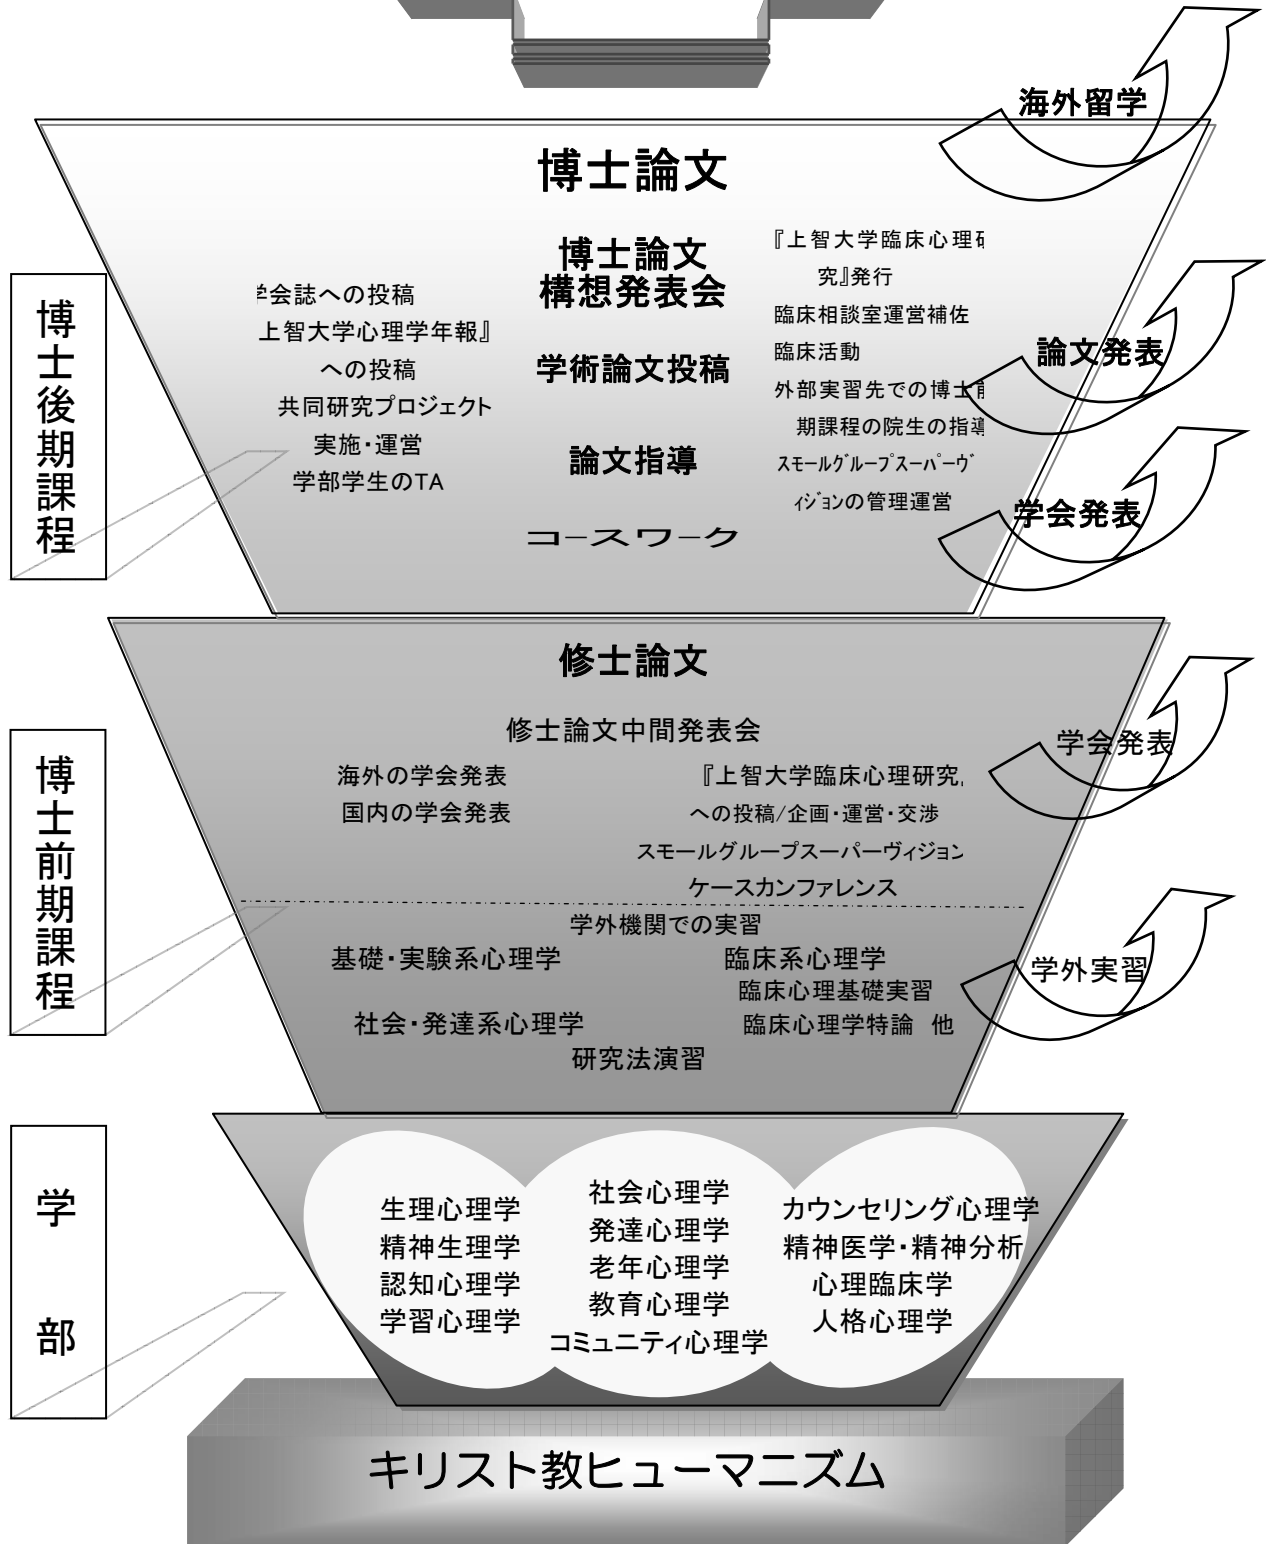 海外留学
博士論文
博士論文
構想発表会
学術論文投稿
論文指導
コースワーク
学会誌への投稿
上智大学心理学年報』
への投稿
共同研究プロジェクト
実施・運営
学部学生のTA
『上智大学臨床心理研
究』発行
臨床相談室運営補佐
臨床活動
外部実習先での博士前
期課程の院生の指導
スモールグループスーパーヴ
ィジョンの管理運営
論文発表
学会発表
博士後期課程
修士論文
修士論文中間発表会
海外の学会発表
国内の学会発表
『上智大学臨床心理研究』
への投稿/企画・運営・交渉
スモールグループスーパーヴィジョン
ケースカンファレンス
学会発表
博士前期課程
学外機関での実習
基礎・実験系心理学
社会・発達系心理学
臨床系心理学
臨床心理基礎実習
臨床心理学特論 他
研究法演習
学外実習
学部
生理心理学
精神生理学
認知心理学
学習心理学
社会心理学
発達心理学
老年心理学
教育心理学
コミュニティ心理学
カウンセリング心理学
精神医学・精神分析
心理臨床学
人格心理学
キリスト教ヒューマニズム